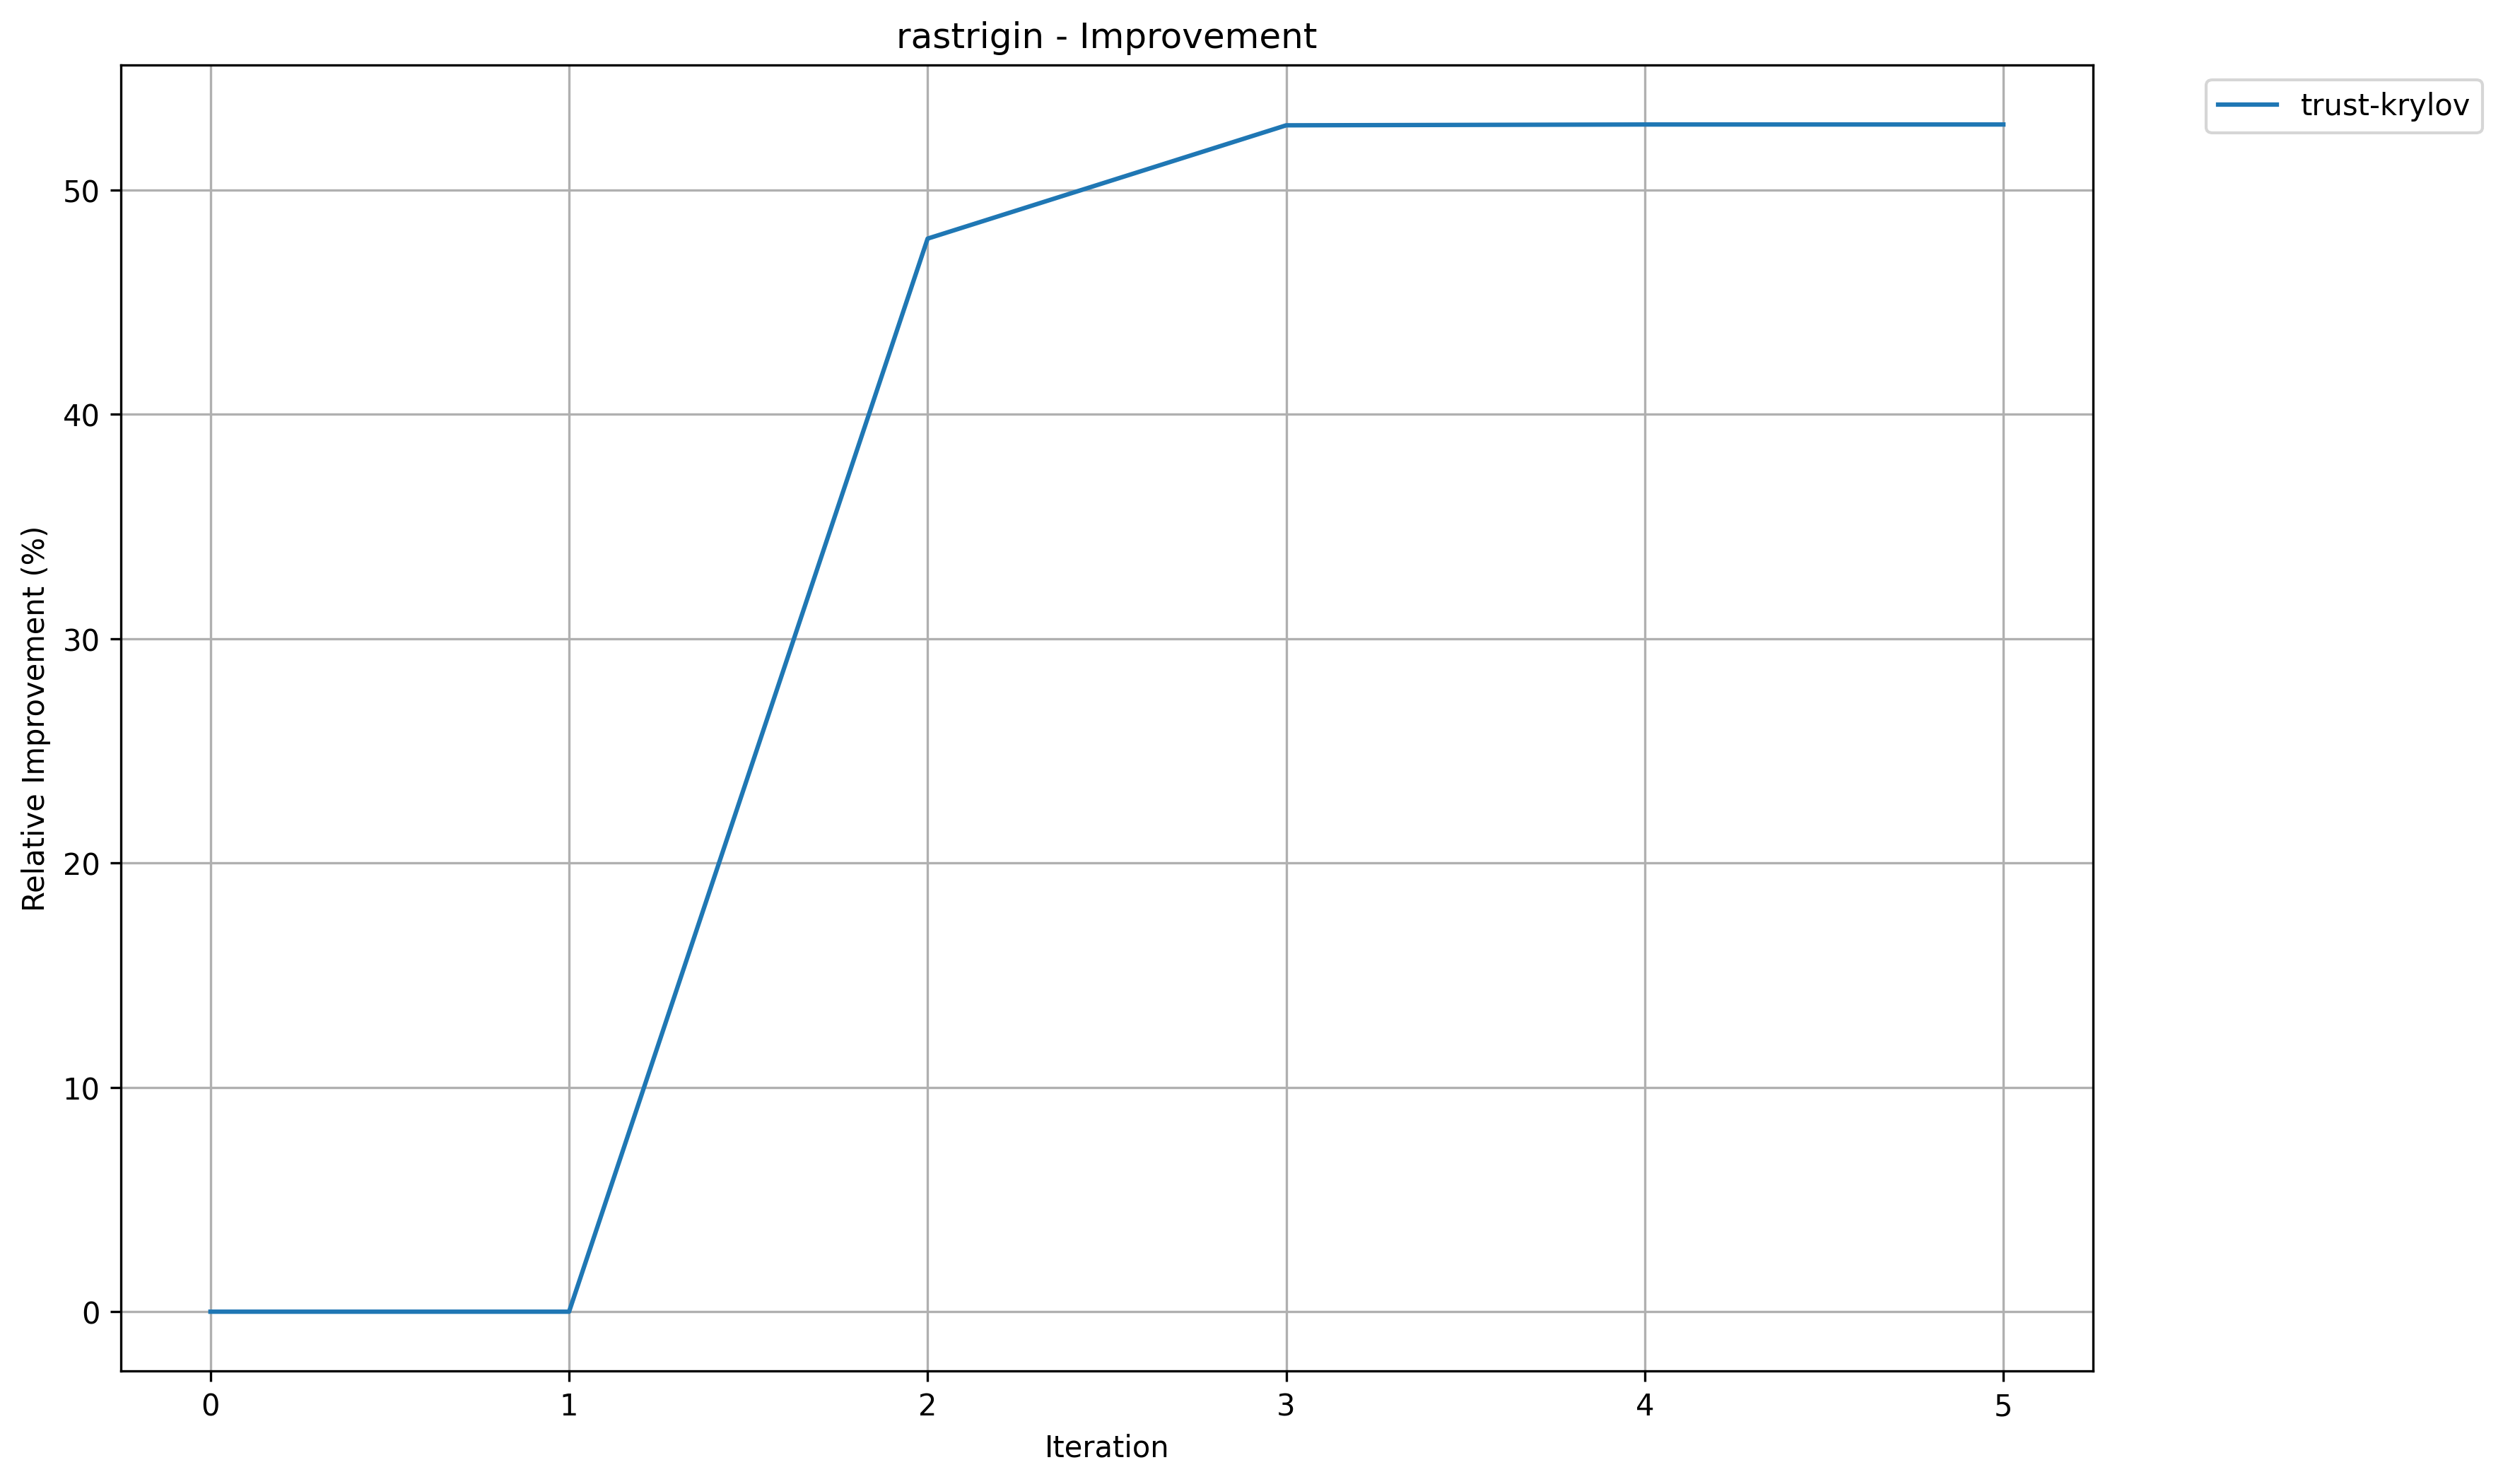 rastrigin - Improvement
trust-krylov
Relative Improvement (%)
50
40
30
20
10
0
0 1 2 3 4 5
Iteration